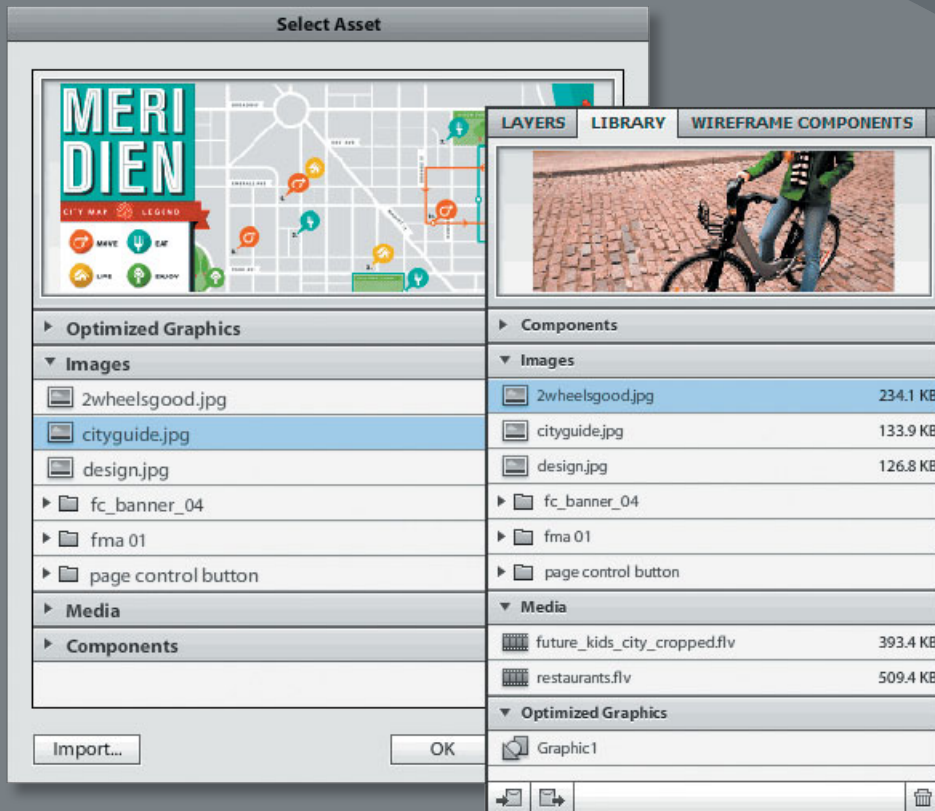 Select Asset
MERI
DIEN
CITY MAP LEGEND
MOVE EAT
LIVE ENJOY
Optimized Graphics
Images
2wheelsgood.jpg
cityguide.jpg
design.jpg
fc_banner_04
fma 01
page control button
Media
Components
Import...
OK
LAYERS LIBRARY WIREFRAME COMPONENTS
Components
Images
2wheelsgood.jpg 234.1 KB
cityguide.jpg 133.9 KB
design.jpg 126.8 KB
fc_banner_04
fma 01
page control button
Media
future_kids_city_cropped.flv 393.4 KB
restaurants.flv 509.4 KB
Optimized Graphics
Graphic1